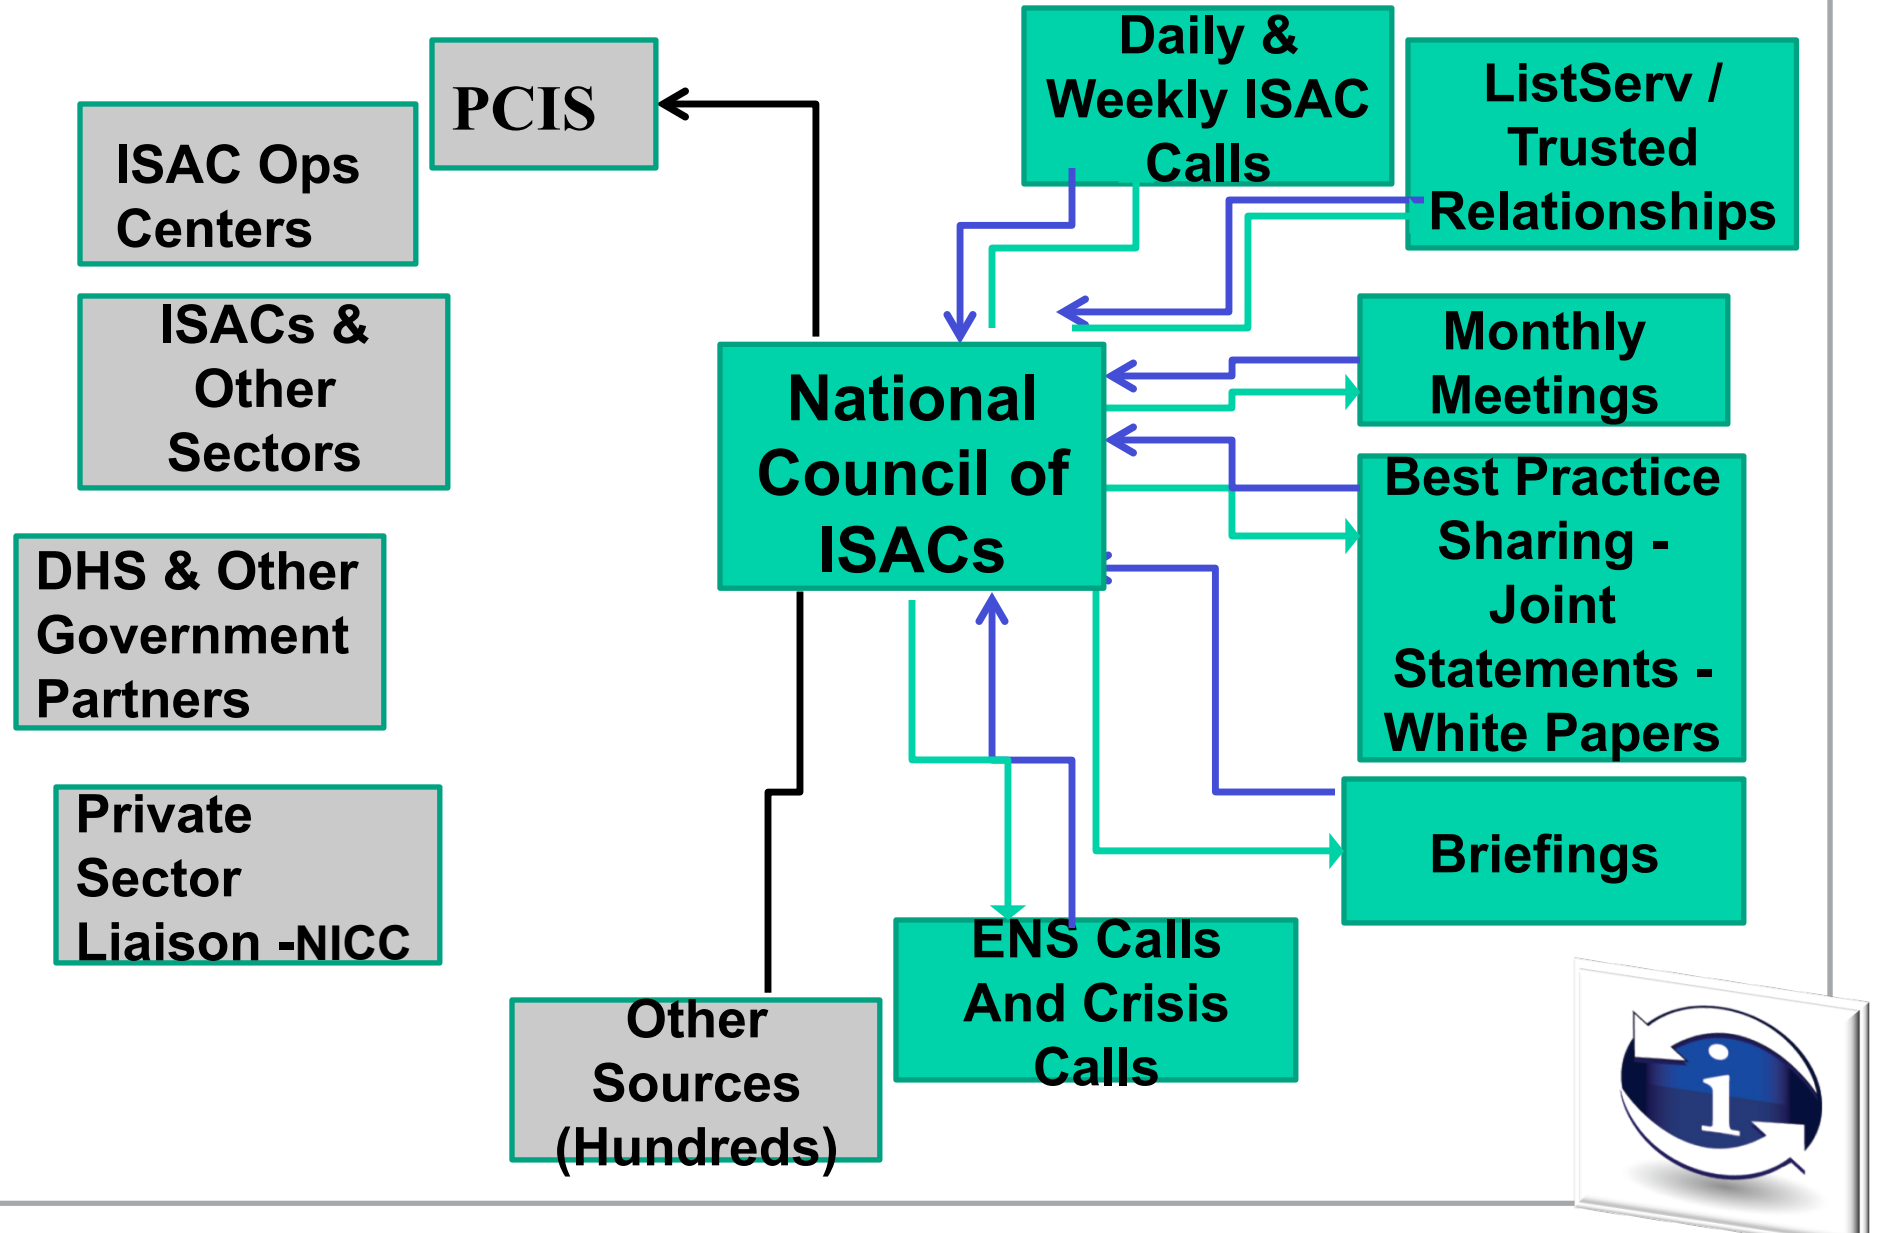 PCIS
ISAC Ops
Centers
ISACs &
Other
Sectors
DHS & Other
Government
Partners
Private
Sector
Liaison -NICC
Other
Sources
(Hundreds)
National
Council of
ISACs
Daily &
Weekly ISAC
Calls
ListServ /
Trusted
Relationships
Monthly
Meetings
Best Practice
Sharing -
Joint
Statements -
White Papers
Briefings
ENS Calls
And Crisis
Calls
i